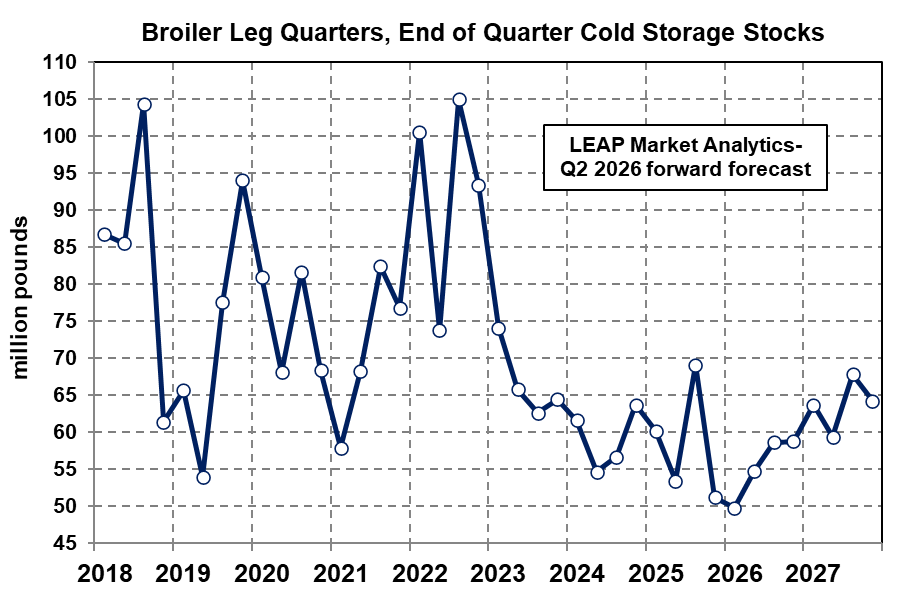 Broiler Leg Quarters, End of Quarter Cold Storage Stocks
110
105
100
95
90
85
80
75
70
65
60
55
50
45
million pounds
LEAP Market Analytics-
Q2 2026 forward forecast
2018 2019 2020 2021 2022 2023 2024 2025 2026 2027